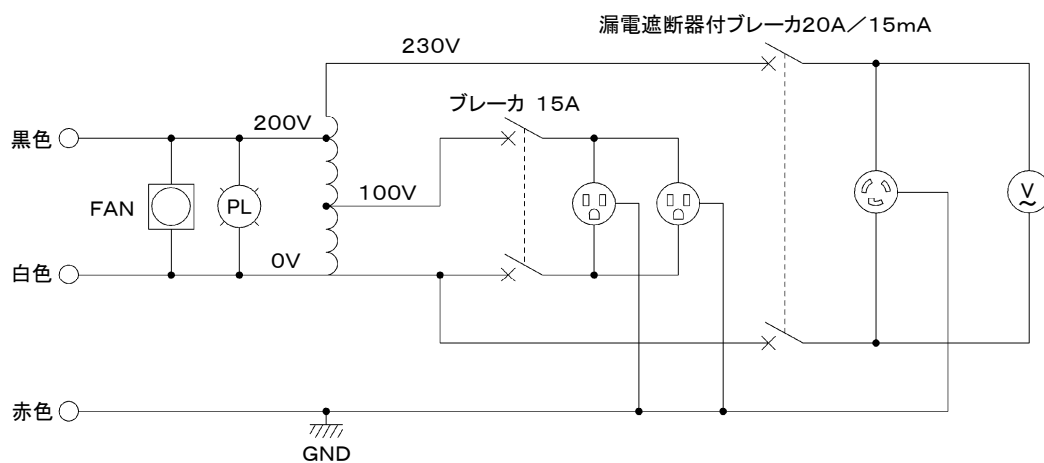 漏電遮断器付ブレーカ20A／15mA
230V
ブレーカ 15A
200V
黒色
100V
FAN
PL
V
~
0V
白色
赤色
GND